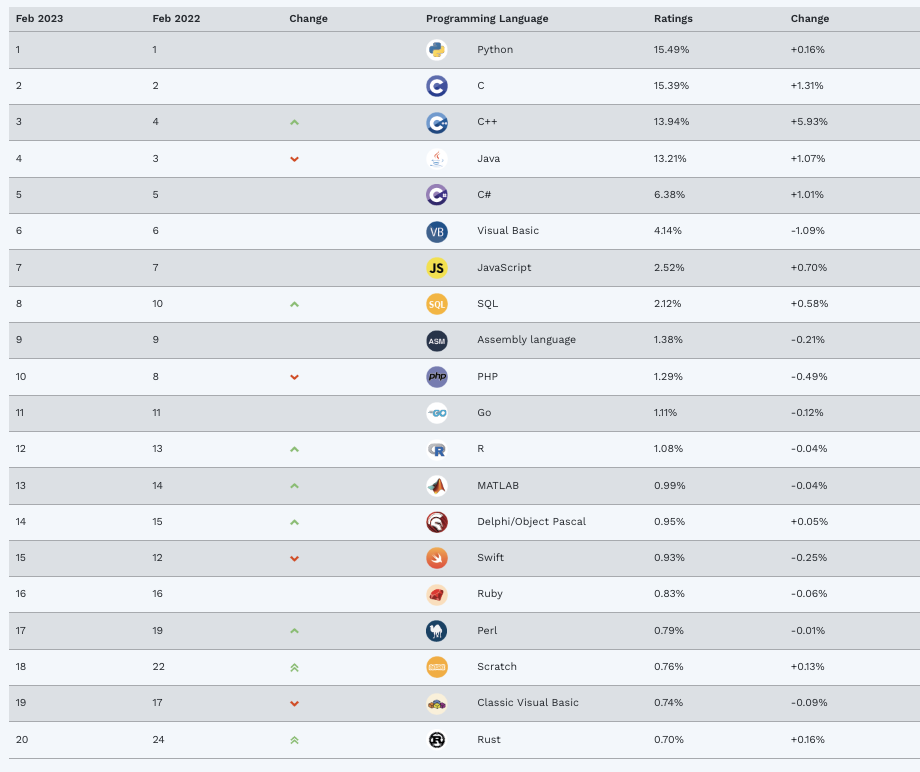 Feb 2023 Feb 2022 Change Programming Language Ratings Change
1 1 Python 15.49% +0.16%
2 2 C C 15.39% +1.31%
3 4 C++ C++ 13.94% +5.93%
4 3 Java 13.21% +1.07%
5 5 C# C# 6.38% +1.01%
6 6 VB Visual Basic 4.14% -1.09%
7 7 JS JavaScript 2.52% +0.70%
8 10 SQL SQL 2.12% +0.58%
9 9 ASM Assembly language 1.38% -0.21%
10 8 php PHP 1.29% -0.49%
11 11 GO Go 1.11% -0.12%
12 13 R R 1.08% -0.04%
13 14 MATLAB 0.99% -0.04%
14 15 Delphi/Object Pascal 0.95% +0.05%
15 12 Swift 0.93% -0.25%
16 16 Ruby 0.83% -0.06%
17 19 Perl 0.79% -0.01%
18 22 Scratch 0.76% +0.13%
19 17 Classic Visual Basic 0.74% -0.09%
20 24 R Rust 0.70% +0.16%